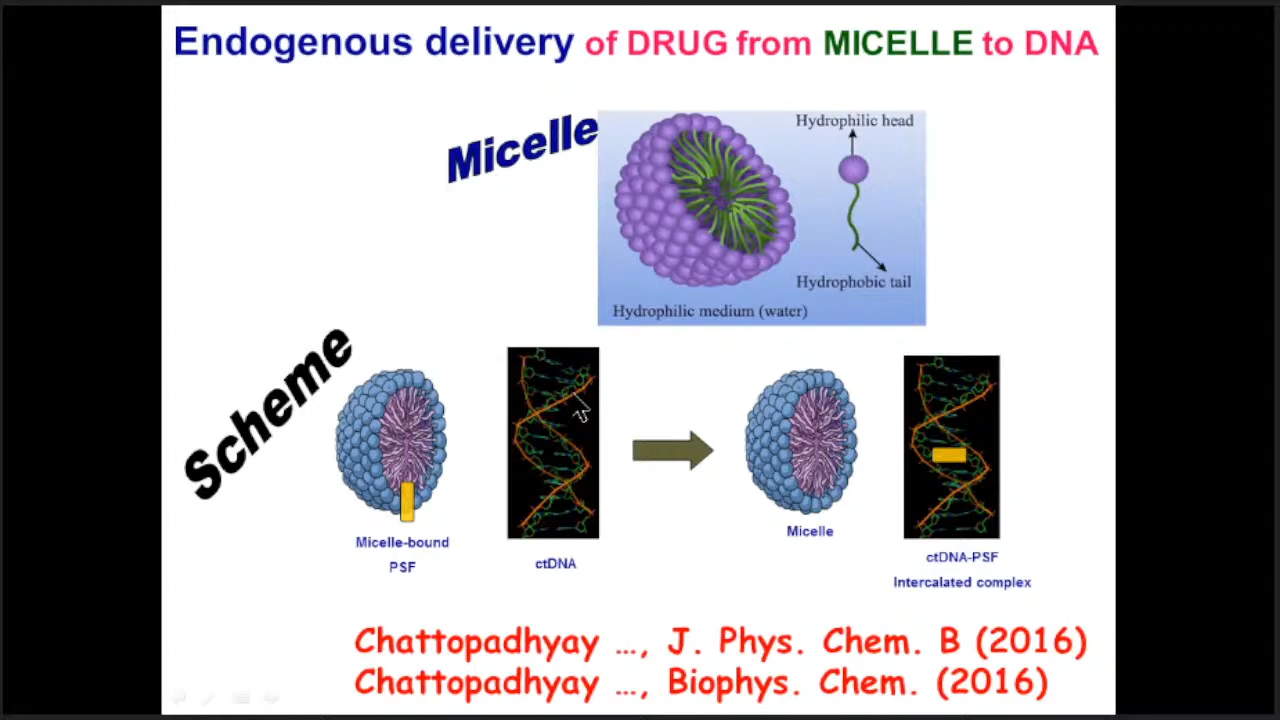 Endogenous delivery of DRUG from MICELLE to DNA
Micelle
Hydrophilic head
Hydrophobic tail
Hydrophilic medium (water)
Scheme
Micelle-bound
PSF
ctDNA
Micelle
ctDNA-PSF
Intercalated complex
Chattopadhyay ..., J. Phys. Chem. B (2016)
Chattopadhyay ..., Biophys. Chem. (2016)